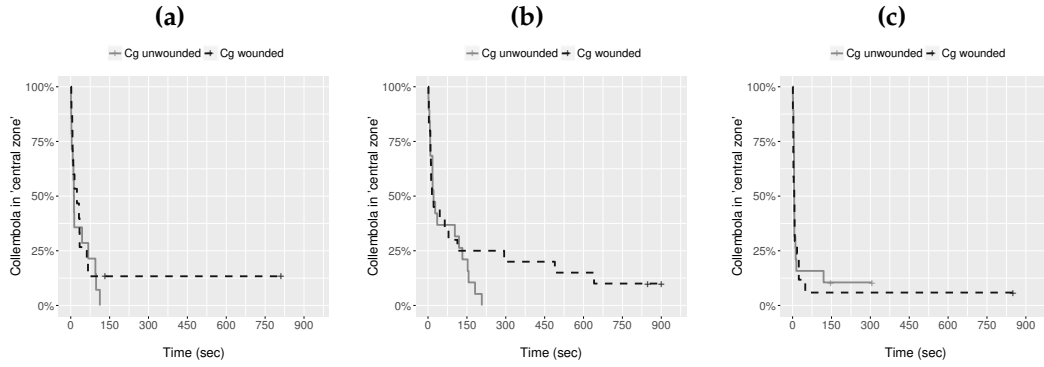 (a)
Cg unwounded Cg wounded
100%
75%
50%
25%
0%
Collembola in 'central zone'
0 150 300 450 600 750 900
Time (sec)
(b)
Cg unwounded Cg wounded
100%
75%
50%
25%
0%
Collembola in 'central zone'
0 150 300 450 600 750 900
Time (sec)
(c)
Cg unwounded Cg wounded
100%
75%
50%
25%
0%
Collembola in 'central zone'
0 150 300 450 600 750 900
Time (sec)